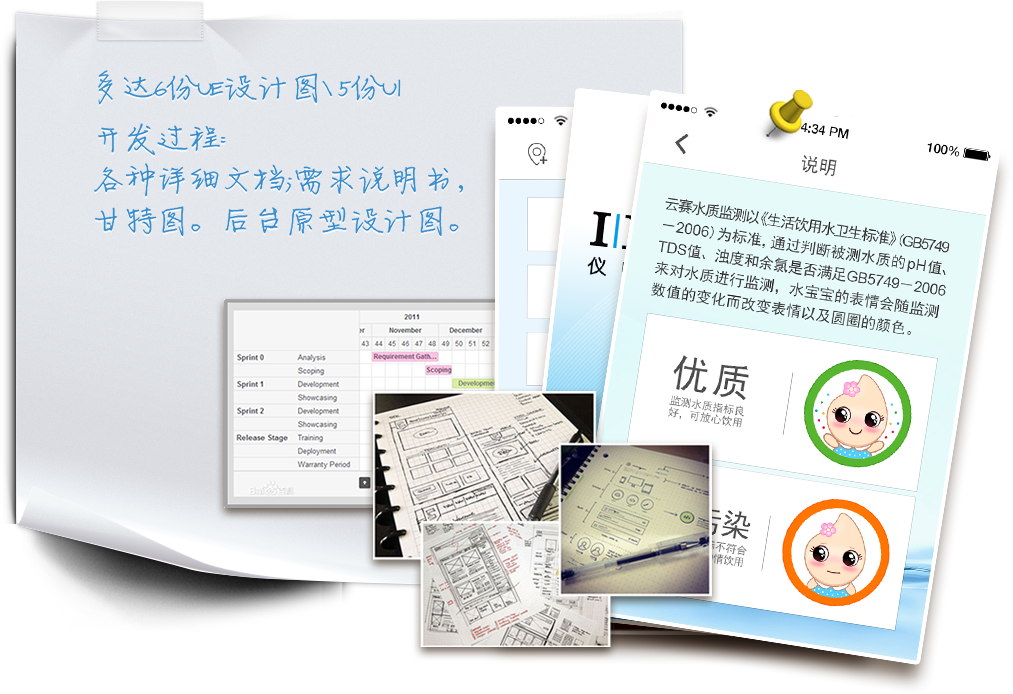 多达6份UE设计图\5份UI
开发过程:
各种详细文档;需求说明书,
甘特图。后台原型设计图。
2011
November
December
43 44 45 46 47 48 49 50 51 52
Sprint 0 Analysis Requirement Gath...
Scoping Scoping
Sprint 1 Development
Showcasing
Sprint 2 Development
Showcasing
Release Stage Training
Deployment
Warranty Period
仪
4:34 PM
100%
说明
云赛水质监测以《生活饮用水卫生标准》(GB5749
-2006)为标准,通过判断被测水质的pH值、
TDS值、浊度和余氯是否满足GB5749-2006
来对水质进行监测,水宝宝的表情会随监测
数值的变化而改变表情以及圆圈的颜色。
优质
监测水质指标良
好,可放心饮用
污染
不符合
饮用